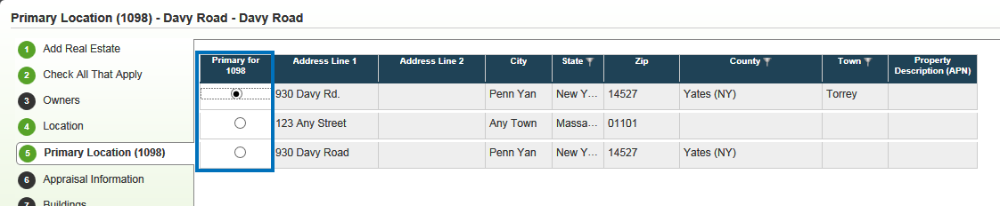 Primary Location (1098) - Davy Road - Davy Road
1 Add Real Estate
2 Check All That Apply
3 Owners
4 Location
5 Primary Location (1098)
6 Appraisal Information
7 Buildings
Primary for 1098 Address Line 1 Address Line 2 City State Zip County Town Property Description (APN)
930 Davy Rd. Penn Yan New Y... 14527 Yates (NY) Torrey
123 Any Street Any Town Massa... 01101
930 Davy Road Penn Yan New Y... 14527 Yates (NY)